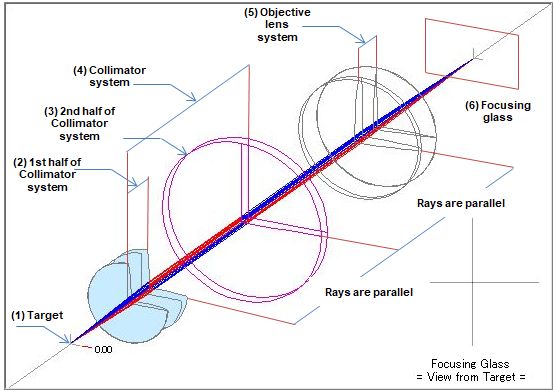 (5) Objective
lens
system
(4) Collimator
system
(3) 2nd half of
Collimator
system
(6) Focusing
glass
(2) 1st half of
Collimator
system
Rays are parallel
Rays are parallel
(1) Target
0.00
Focusing Glass
= View from Target =